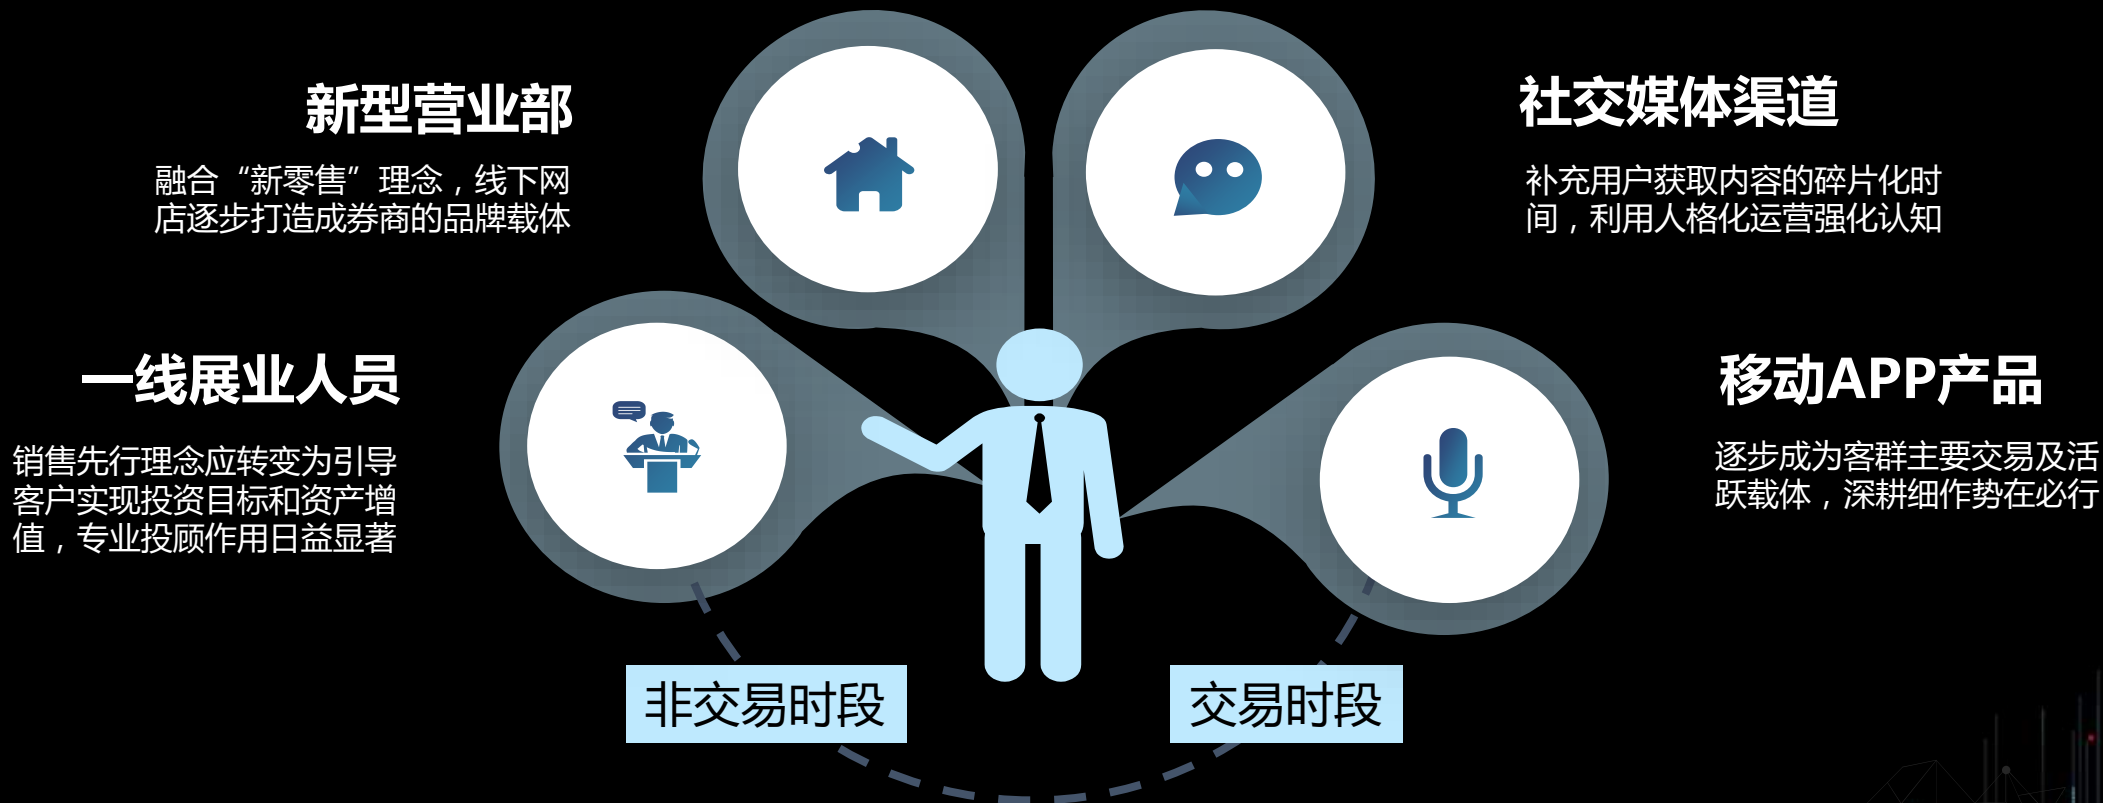 新型营业部
融合“新零售”理念，线下网
店逐步打造成券商的品牌载体
社交媒体渠道
补充用户获取内容的碎片化时
间，利用人格化运营强化认知
一线展业人员
销售先行理念应转变为引导
客户实现投资目标和资产增
值，专业投顾作用日益显著
移动APP产品
逐步成为客群主要交易及活
跃载体，深耕细作势在必行
非交易时段
交易时段